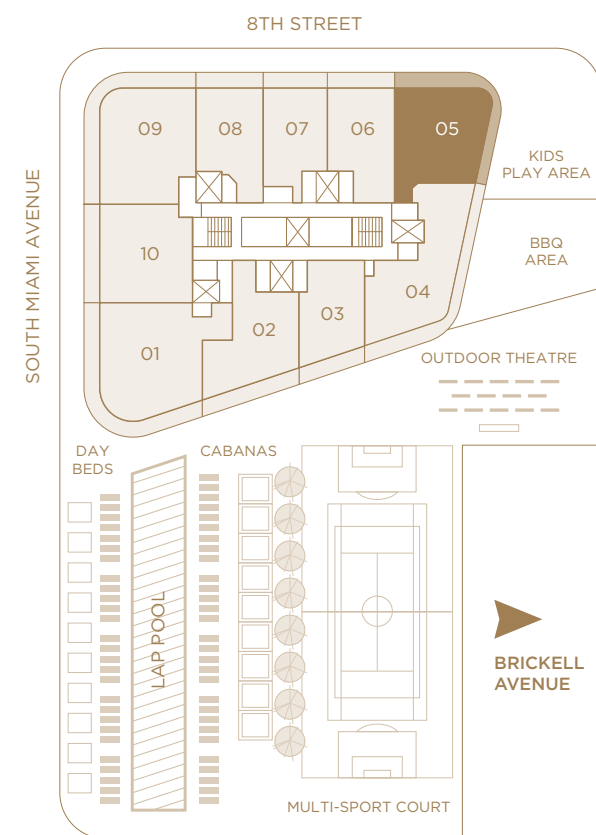 8TH STREET
SOUTH MIAMI AVENUE
09
08
07
06
05
KIDS
PLAY AREA
10
BBQ
AREA
04
03
02
01
OUTDOOR THEATRE
DAY
BEDS
CABANAS
LAP POOL
BRICKELL
AVENUE
MULTI-SPORT COURT